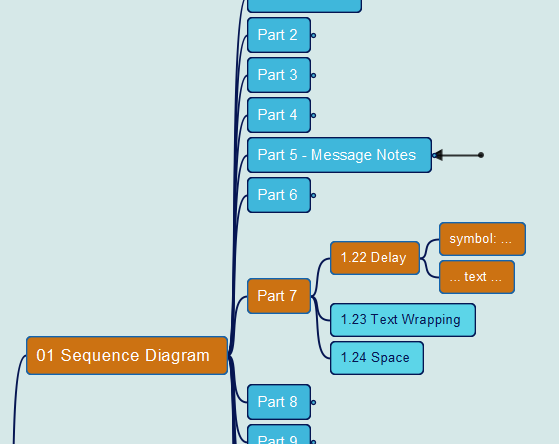 Part 2
Part 3
Part 4
Part 5 - Message Notes
Part 6
01 Sequence Diagram
Part 7
1.22 Delay
symbol: ...
... text ...
1.23 Text Wrapping
1.24 Space
Part 8
Part 9